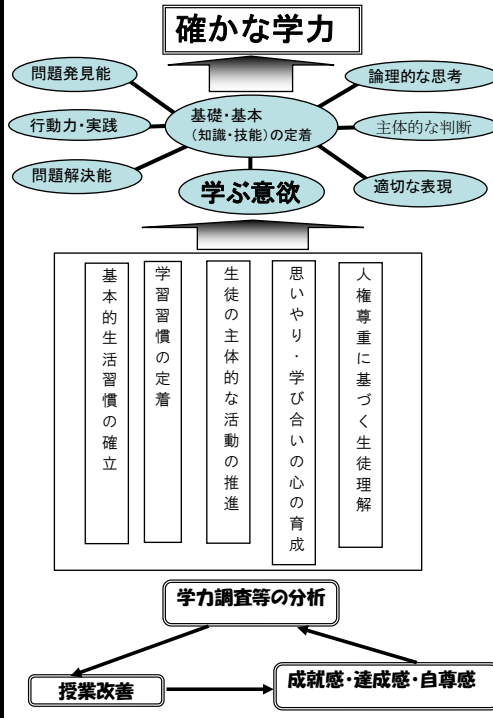 確かな学力
問題発見能
論理的な思考
基礎・基本
(知識・技能)の定着
行動力・実践
主体的な判断
問題解決能
適切な表現
学ぶ意欲
基本的生活習慣の確立
学習習慣の定着
生徒の主体的な活動の推進
思いやり・学び合いの心の育成
人権尊重に基づく生徒理解
学力調査等の分析
授業改善
成就感・達成感・自尊感